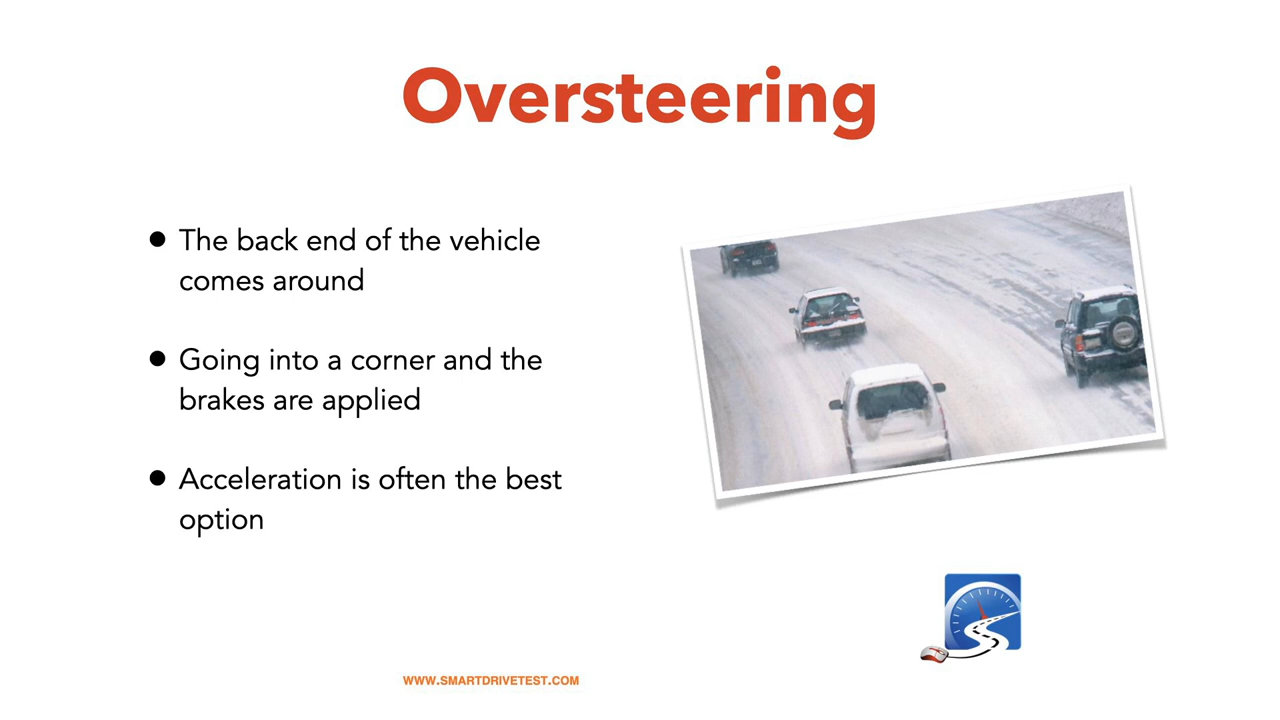 Oversteering
• The back end of the vehicle
comes around
• Going into a corner and the
brakes are applied
• Acceleration is often the best
option
WWW.SMARTDRIVETEST.COM